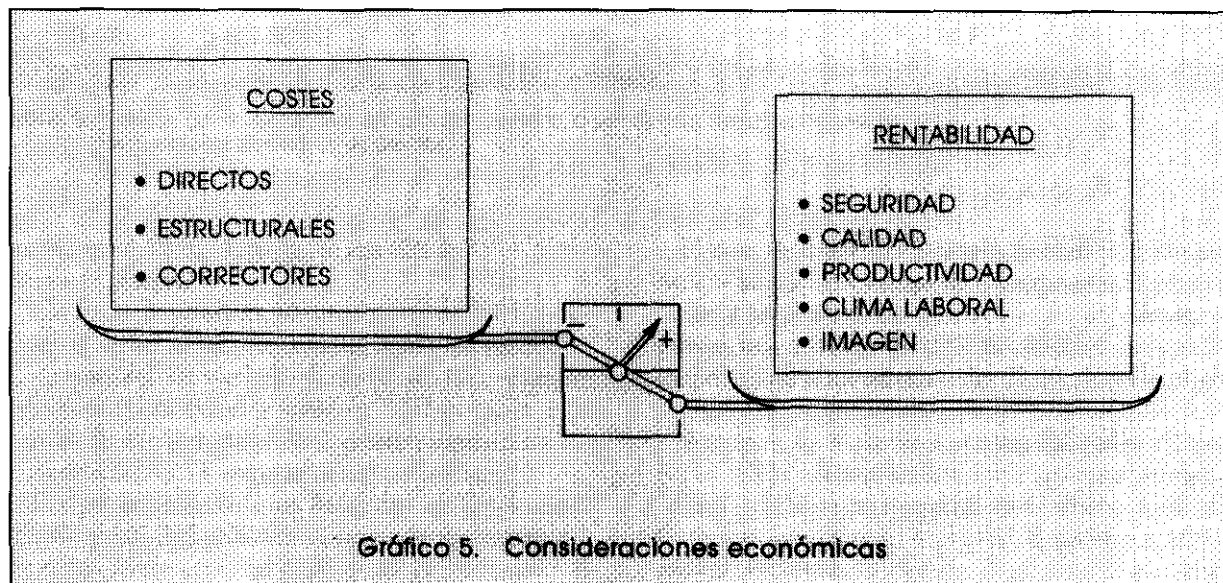 COSTES
• DIRECTOS
• ESTRUCTURALES
• CORRECTORES
RENTABILIDAD
• SEGURIDAD
• CALIDAD
• PRODUCTIVIDAD
• CLIMA LABORAL
• IMAGEN
− +
Gráfico 5. Consideraciones económicas